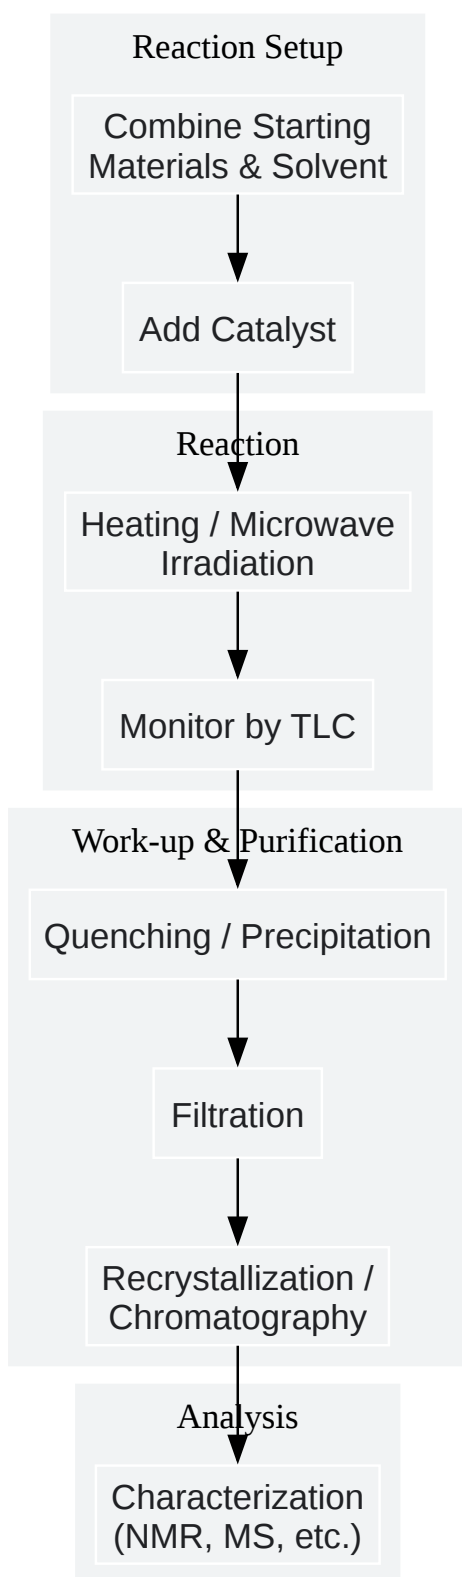 Reaction Setup
Combine Starting
Materials & Solvent
Add Catalyst
Reaction
Heating / Microwave
Irradiation
Monitor by TLC
Work-up & Purification
Quenching / Precipitation
Filtration
Recrystallization /
Chromatography
Analysis
Characterization
(NMR, MS, etc.)